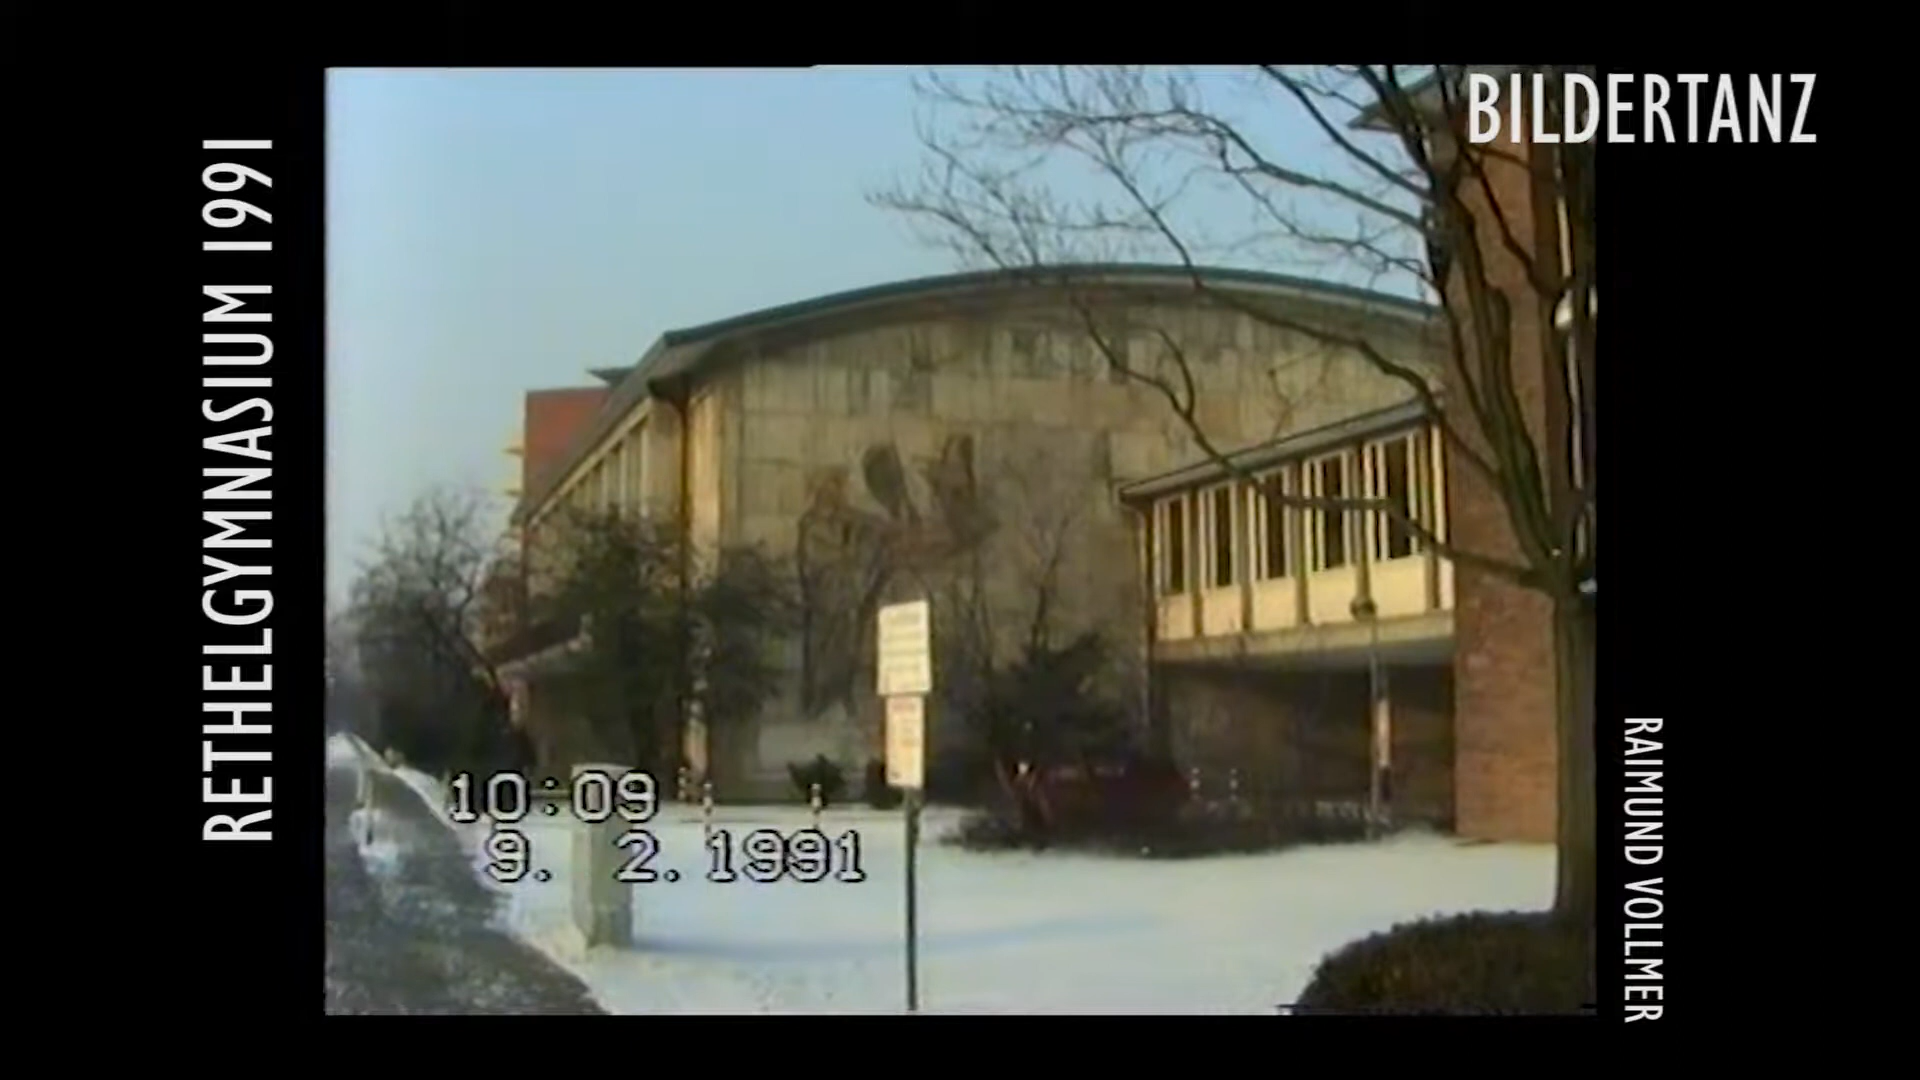 RETHELGYMNASIUM 1991
BILDERTANZ
10:09
9. 2.1991
RAIMUND VOLLMER